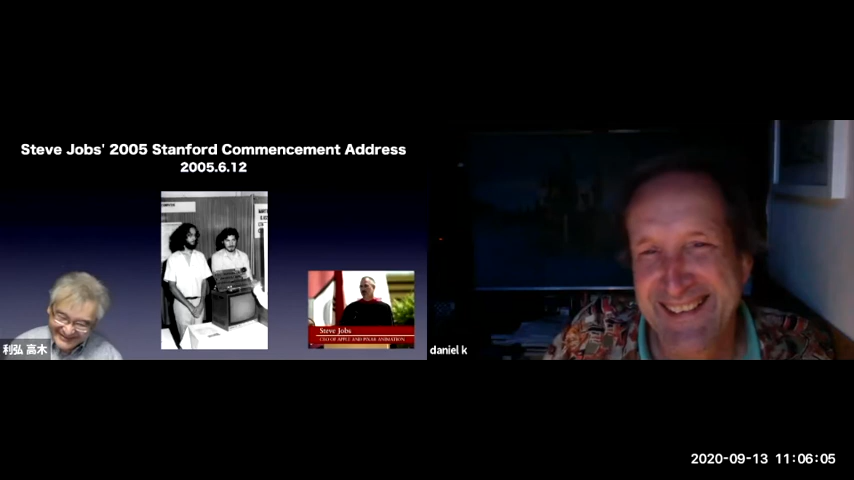 Steve Jobs' 2005 Stanford Commencement Address
2005.6.12
Steve Jobs
CEO OF APPLE AND PIXAR ANIMATION
利弘 高木
daniel k
2020-09-13 11:06:05